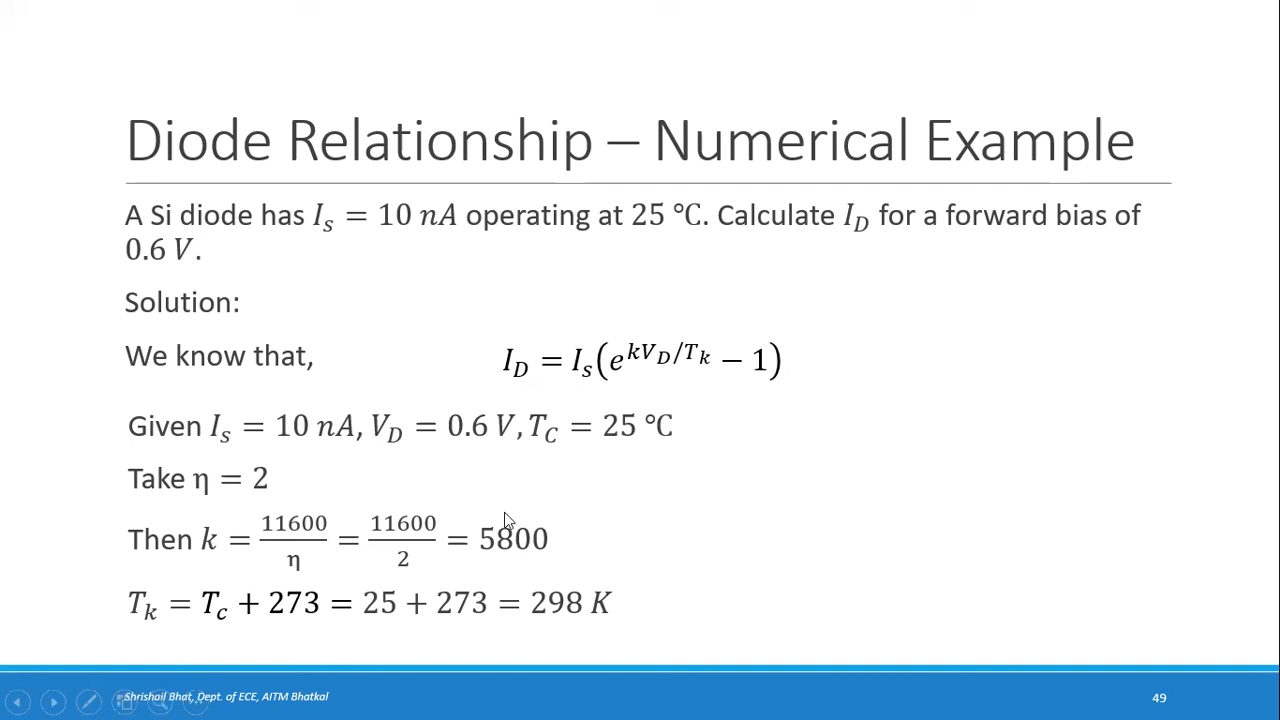 Diode Relationship – Numerical Example
A Si diode has I_s = 10 nA operating at 25 ℃. Calculate I_D for a forward bias of
0.6 V.
Solution:
We know that, I_D = I_s(e^{kV_D/T_k} − 1)
Given I_s = 10 nA, V_D = 0.6 V, T_C = 25 ℃
Take η = 2
Then k = 11600/η = 11600/2 = 5800
T_k = T_c + 273 = 25 + 273 = 298 K
Shrishail Bhat, Dept. of ECE, AITM Bhatkal 49